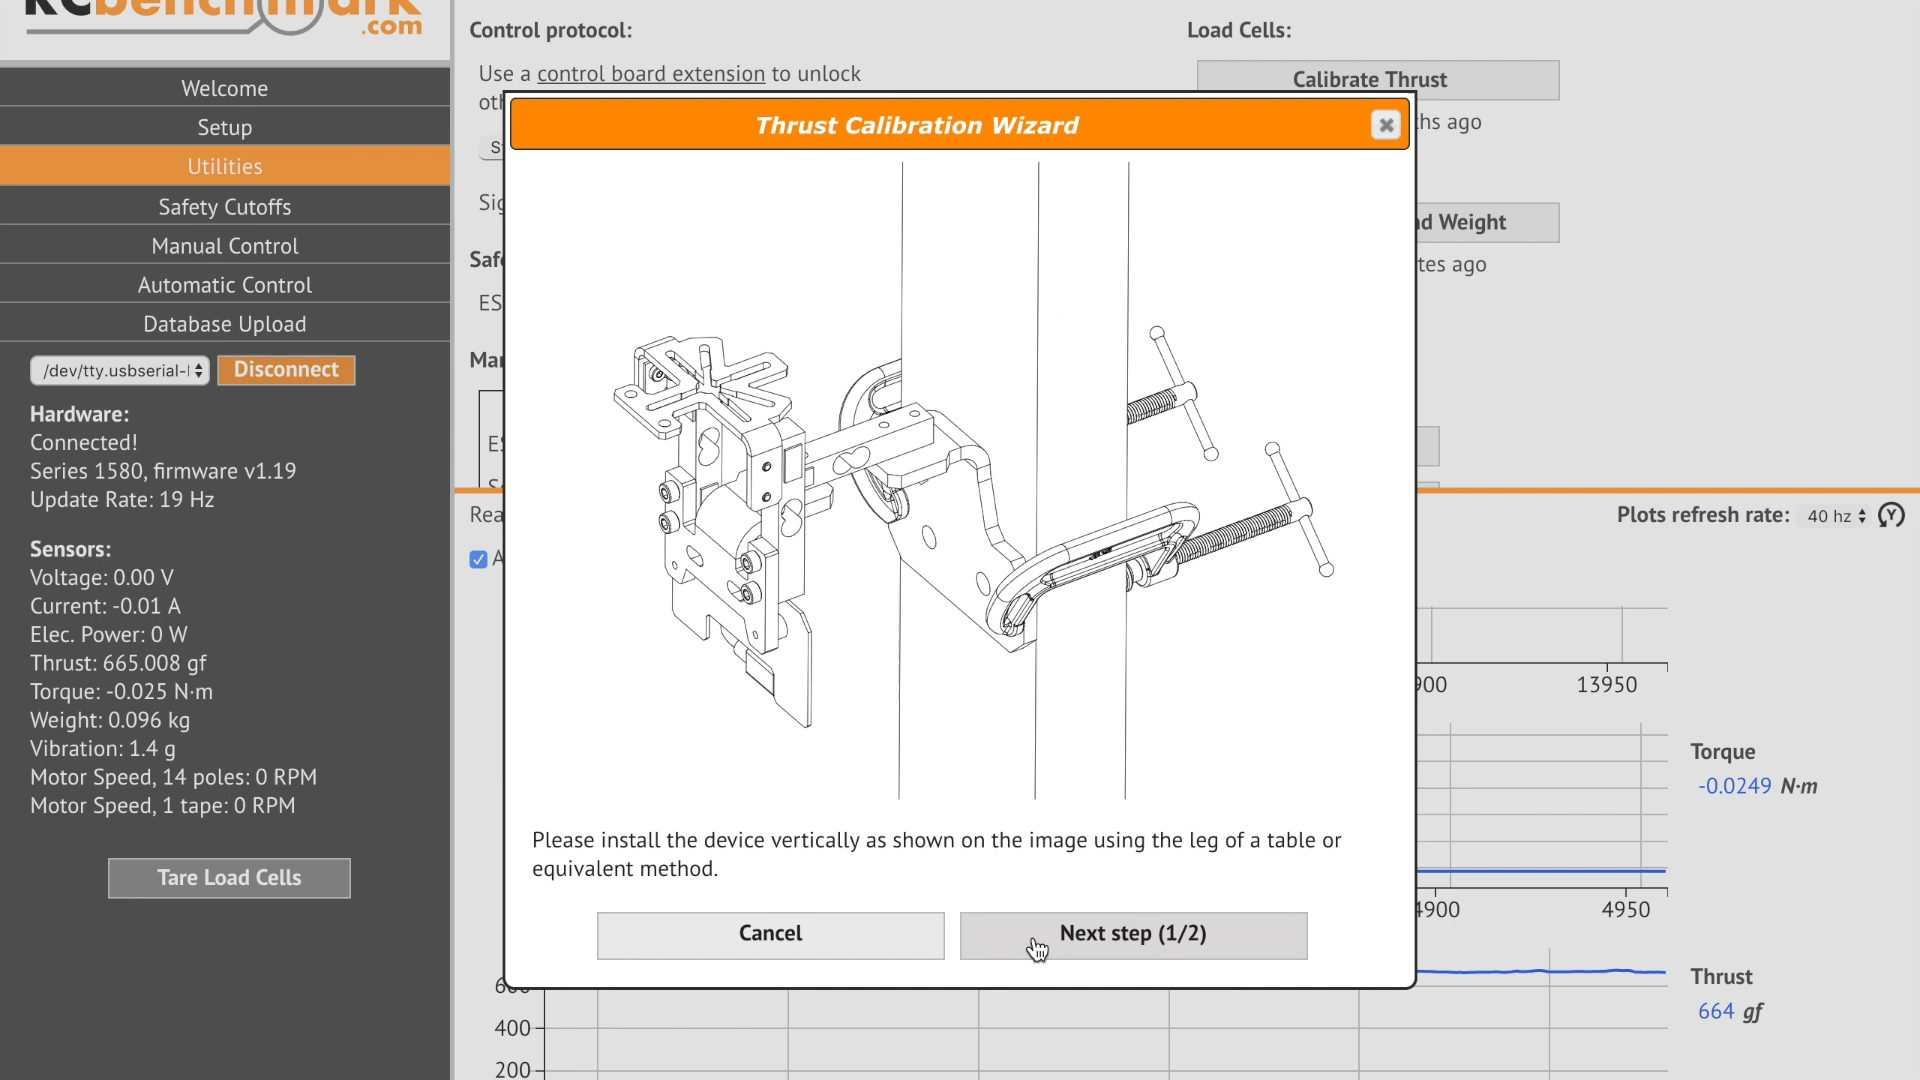 RCbenchmark
.com
Welcome
Setup
Utilities
Safety Cutoffs
Manual Control
Automatic Control
Database Upload
/dev/tty.usbserial-
Disconnect
Hardware:
Connected!
Series 1580, firmware v1.19
Update Rate: 19 Hz
Sensors:
Voltage: 0.00 V
Current: -0.01 A
Elec. Power: 0 W
Thrust: 665.008 gf
Torque: -0.025 N·m
Weight: 0.096 kg
Vibration: 1.4 g
Motor Speed, 14 poles: 0 RPM
Motor Speed, 1 tape: 0 RPM
Tare Load Cells
Control protocol:
Use a control board extension to unlock
Load Cells:
Calibrate Thrust
ago
Weight
ago
Thrust Calibration Wizard
Please install the device vertically as shown on the image using the leg of a table or
equivalent method.
Cancel
Next step (1/2)
Plots refresh rate: 40 hz
13950
Torque
-0.0249 N·m
4900
4950
Thrust
664 gf
400
200